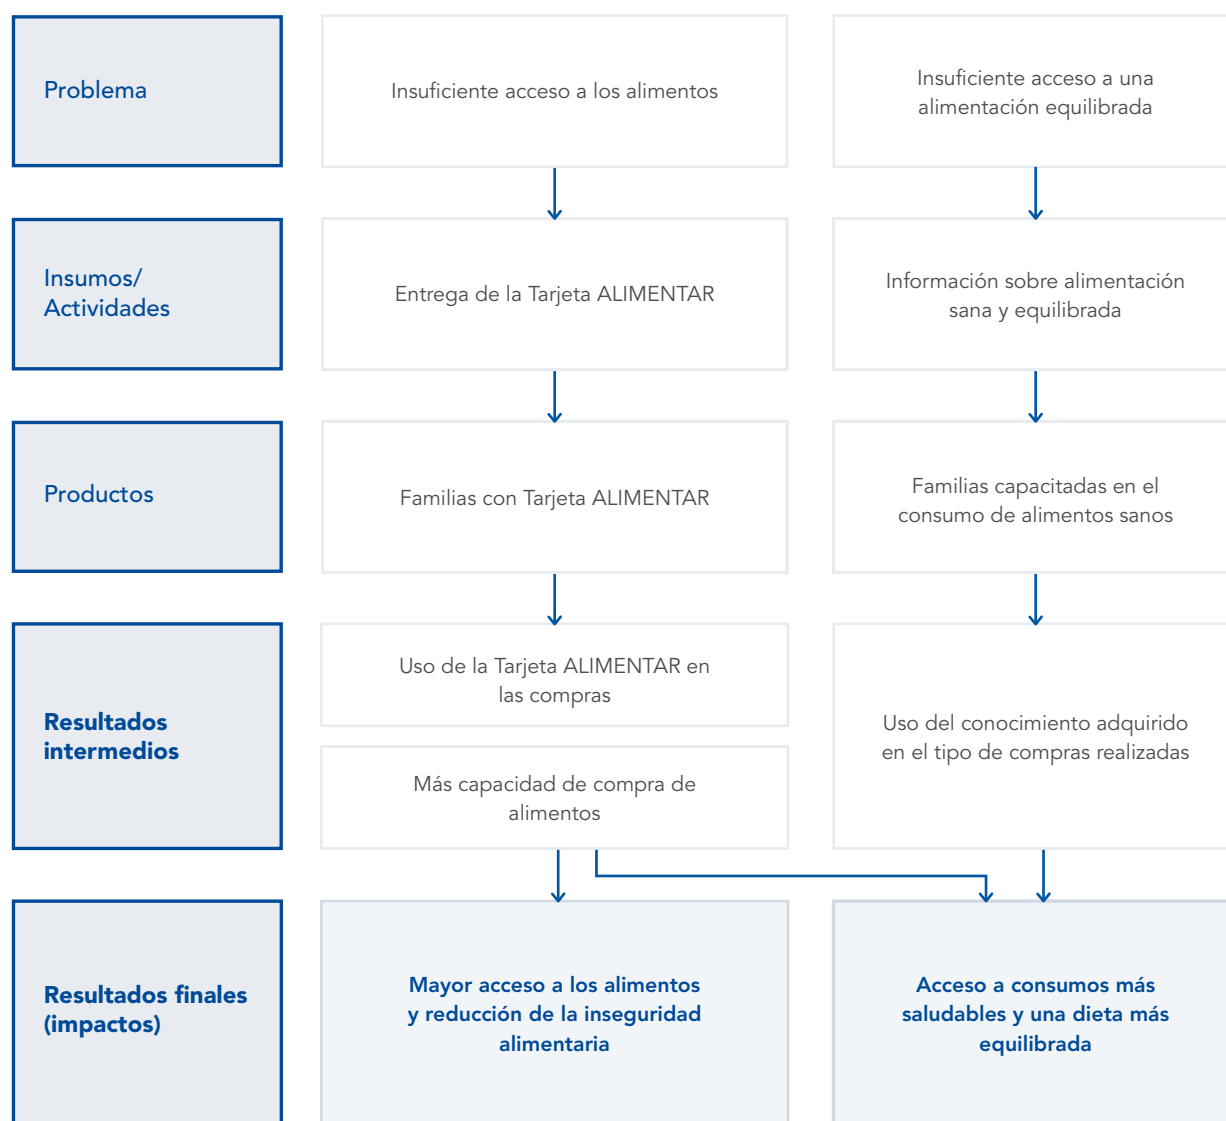 Problema
Insuficiente acceso a los alimentos
Insuficiente acceso a una
alimentación equilibrada
Insumos/
Actividades
Entrega de la Tarjeta ALIMENTAR
Información sobre alimentación
sana y equilibrada
Productos
Familias con Tarjeta ALIMENTAR
Familias capacitadas en el
consumo de alimentos sanos
Resultados
intermedios
Uso de la Tarjeta ALIMENTAR en
las compras
Más capacidad de compra de
alimentos
Uso del conocimiento adquirido
en el tipo de compras realizadas
Resultados finales
(impactos)
Mayor acceso a los alimentos
y reducción de la inseguridad
alimentaria
Acceso a consumos más
saludables y una dieta más
equilibrada